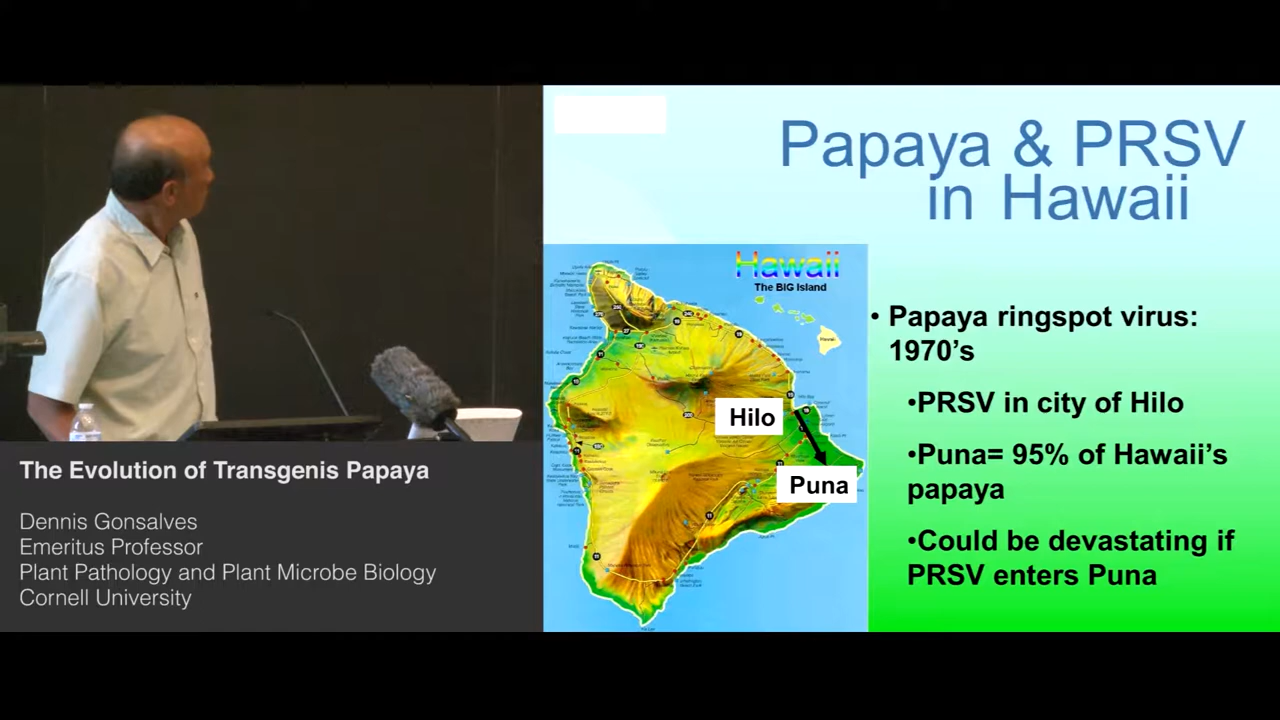 Papaya & PRSV
in Hawaii
Hawaii
The BIG Island
Hilo
Puna
• Papaya ringspot virus:
1970's
•PRSV in city of Hilo
•Puna= 95% of Hawaii's
papaya
•Could be devastating if
PRSV enters Puna
The Evolution of Transgenis Papaya
Dennis Gonsalves
Emeritus Professor
Plant Pathology and Plant Microbe Biology
Cornell University